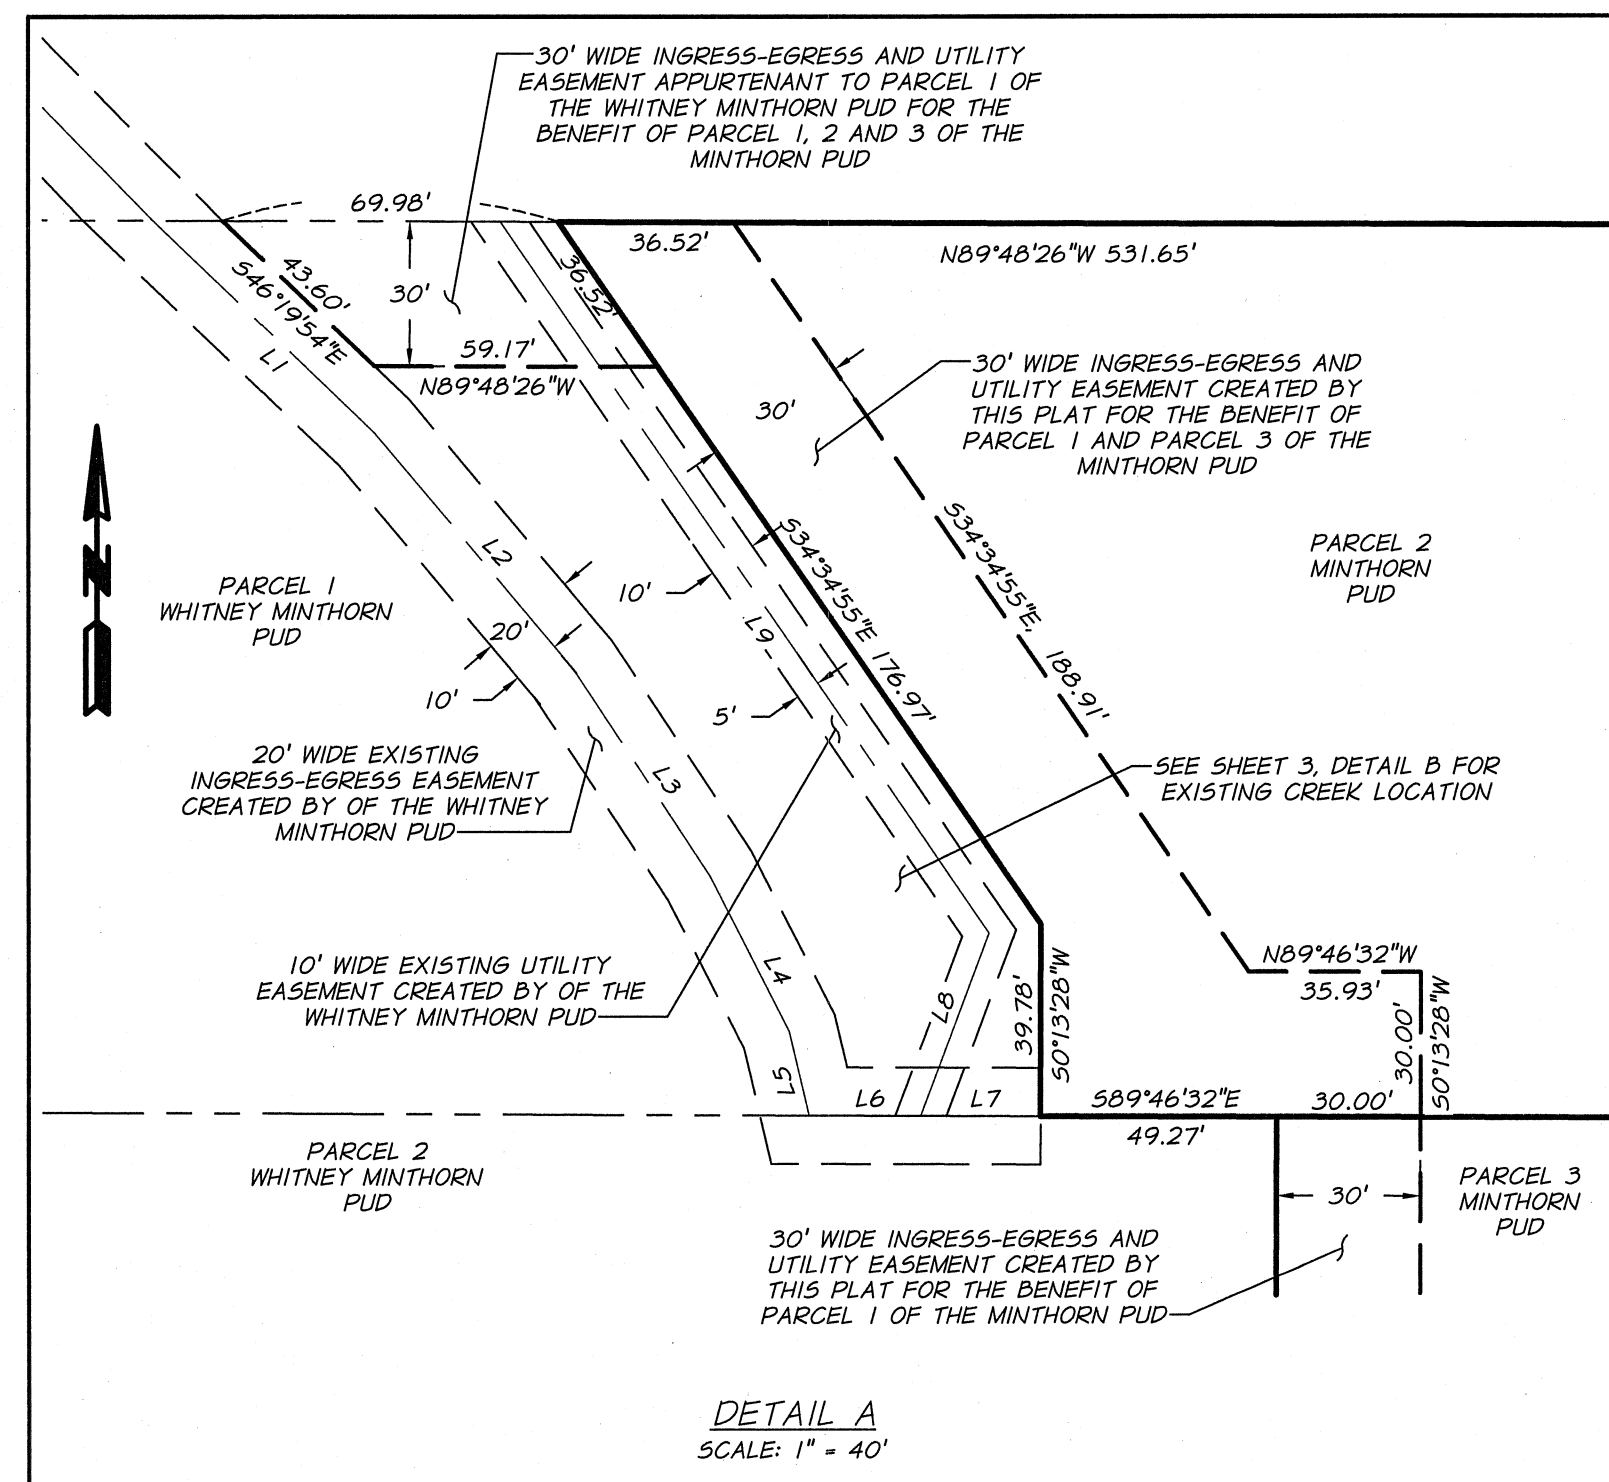 30' WIDE INGRESS-EGRESS AND UTILITY
EASEMENT APPURTENANT TO PARCEL 1 OF
THE WHITNEY MINTHORN PUD FOR THE
BENEFIT OF PARCEL 1, 2 AND 3 OF THE
MINTHORN PUD
69.98'
36.52'
N89°48'26"W 531.65'
43.60'
S46°19'54"E
30'
36.52'
59.17'
N89°48'26"W
L1
30'
30' WIDE INGRESS-EGRESS AND
UTILITY EASEMENT CREATED BY
THIS PLAT FOR THE BENEFIT OF
PARCEL 1 AND PARCEL 3 OF THE
MINTHORN PUD
N
L2
S34°34'55"E 176.97'
S34°34'55"E, 188.91'
PARCEL 2
MINTHORN
PUD
PARCEL 1
WHITNEY MINTHORN
PUD
10'
20'
10'
L9
5'
20' WIDE EXISTING
INGRESS-EGRESS EASEMENT
CREATED BY OF THE WHITNEY
MINTHORN PUD
L3
SEE SHEET 3, DETAIL B FOR
EXISTING CREEK LOCATION
10' WIDE EXISTING UTILITY
EASEMENT CREATED BY OF THE
WHITNEY MINTHORN PUD
L4
L8
39.78'
S0°13'28"W
N89°46'32"W
35.93'
30.00'
S0°13'28"W
L5
L6
L7
S89°46'32"E
49.27'
30.00'
PARCEL 2
WHITNEY MINTHORN
PUD
30'
PARCEL 3
MINTHORN
PUD
30' WIDE INGRESS-EGRESS AND
UTILITY EASEMENT CREATED BY
THIS PLAT FOR THE BENEFIT OF
PARCEL 1 OF THE MINTHORN PUD
DETAIL A
SCALE: 1" = 40'